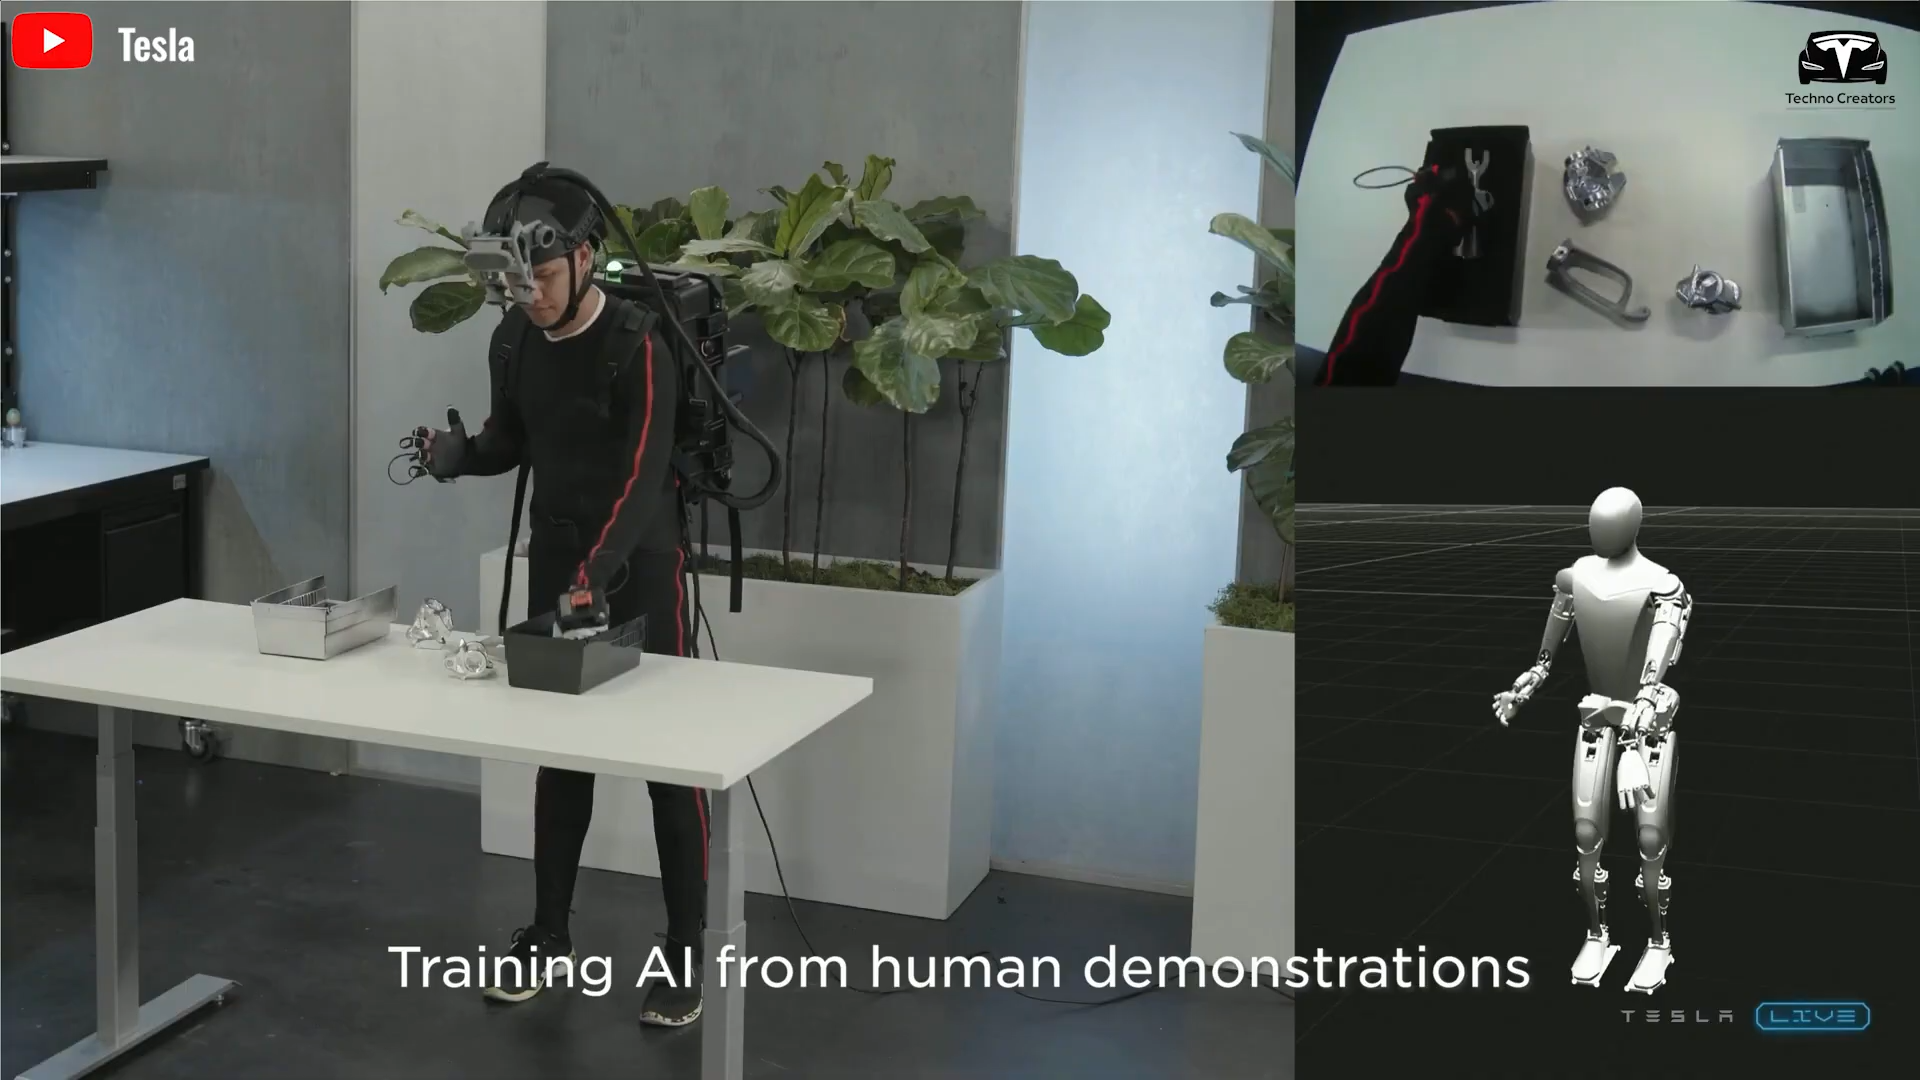 Tesla
Techno Creators
Training AI from human demonstrations
TESLA LIVE